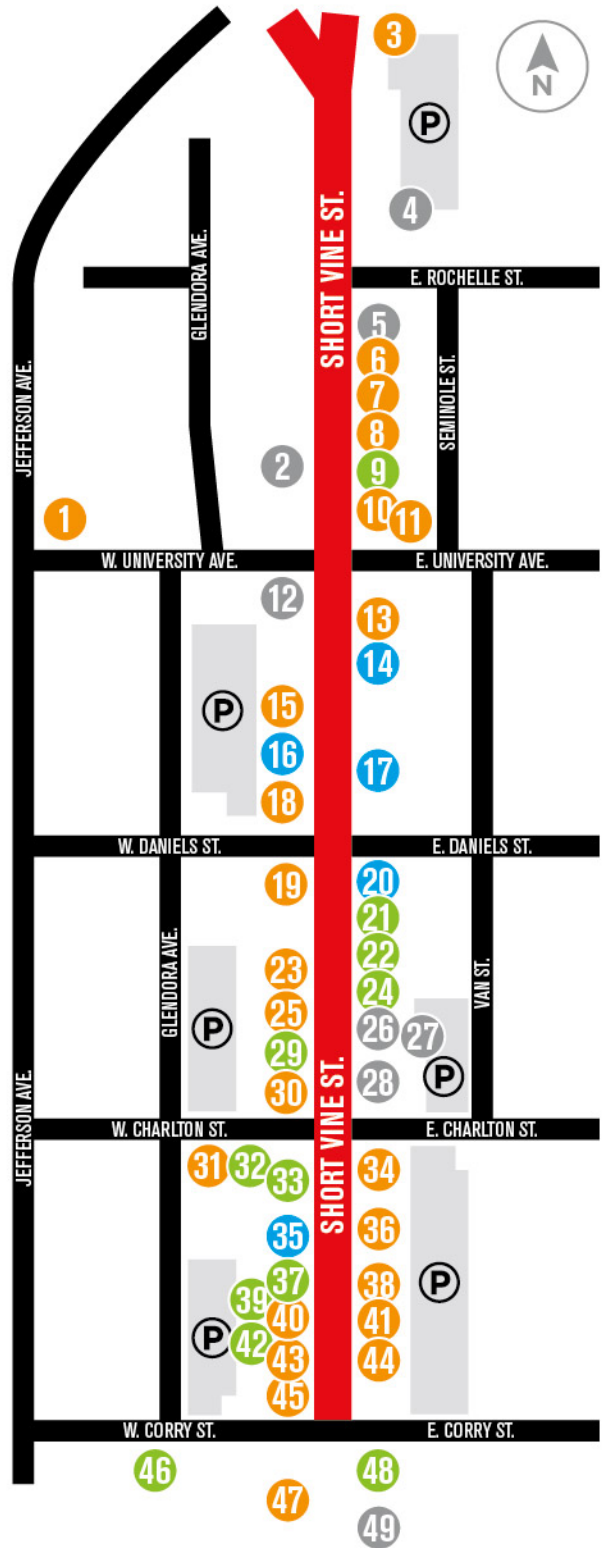 3
N
P
4
SHORT VINE ST.
GLENDORA AVE.
E. ROCHELLE ST.
5
6
7
8
9
10
11
SEMINOLE ST.
JEFFERSON AVE.
2
1
W. UNIVERSITY AVE.
E. UNIVERSITY AVE.
12
13
14
P
15
16
17
18
W. DANIELS ST.
E. DANIELS ST.
19
20
21
22
23
24
25
26
27
28
29
30
P
P
GLENDORA AVE.
VAN ST.
JEFFERSON AVE.
SHORT VINE ST.
W. CHARLTON ST.
E. CHARLTON ST.
31
32
33
34
35
36
37
38
39
40
41
42
43
44
45
P
P
W. CORRY ST.
E. CORRY ST.
46
47
48
49